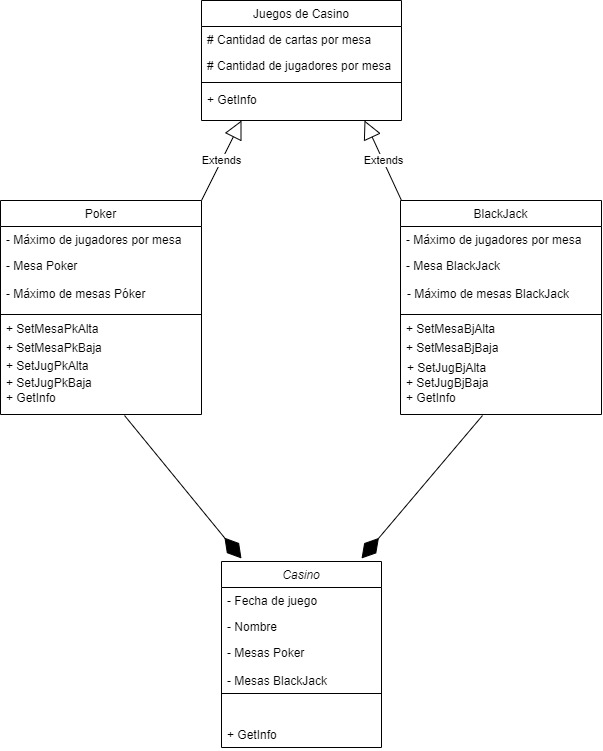 Juegos de Casino
# Cantidad de cartas por mesa
# Cantidad de jugadores por mesa
+ GetInfo
Extends
Extends
Poker
- Máximo de jugadores por mesa
- Mesa Poker
- Máximo de mesas Póker
+ SetMesaPkAlta
+ SetMesaPkBaja
+ SetJugPkAlta
+ SetJugPkBaja
+ GetInfo
BlackJack
- Máximo de jugadores por mesa
- Mesa BlackJack
- Máximo de mesas BlackJack
+ SetMesaBjAlta
+ SetMesaBjBaja
+ SetJugBjAlta
+ SetJugBjBaja
+ GetInfo
Casino
- Fecha de juego
- Nombre
- Mesas Poker
- Mesas BlackJack
+ GetInfo